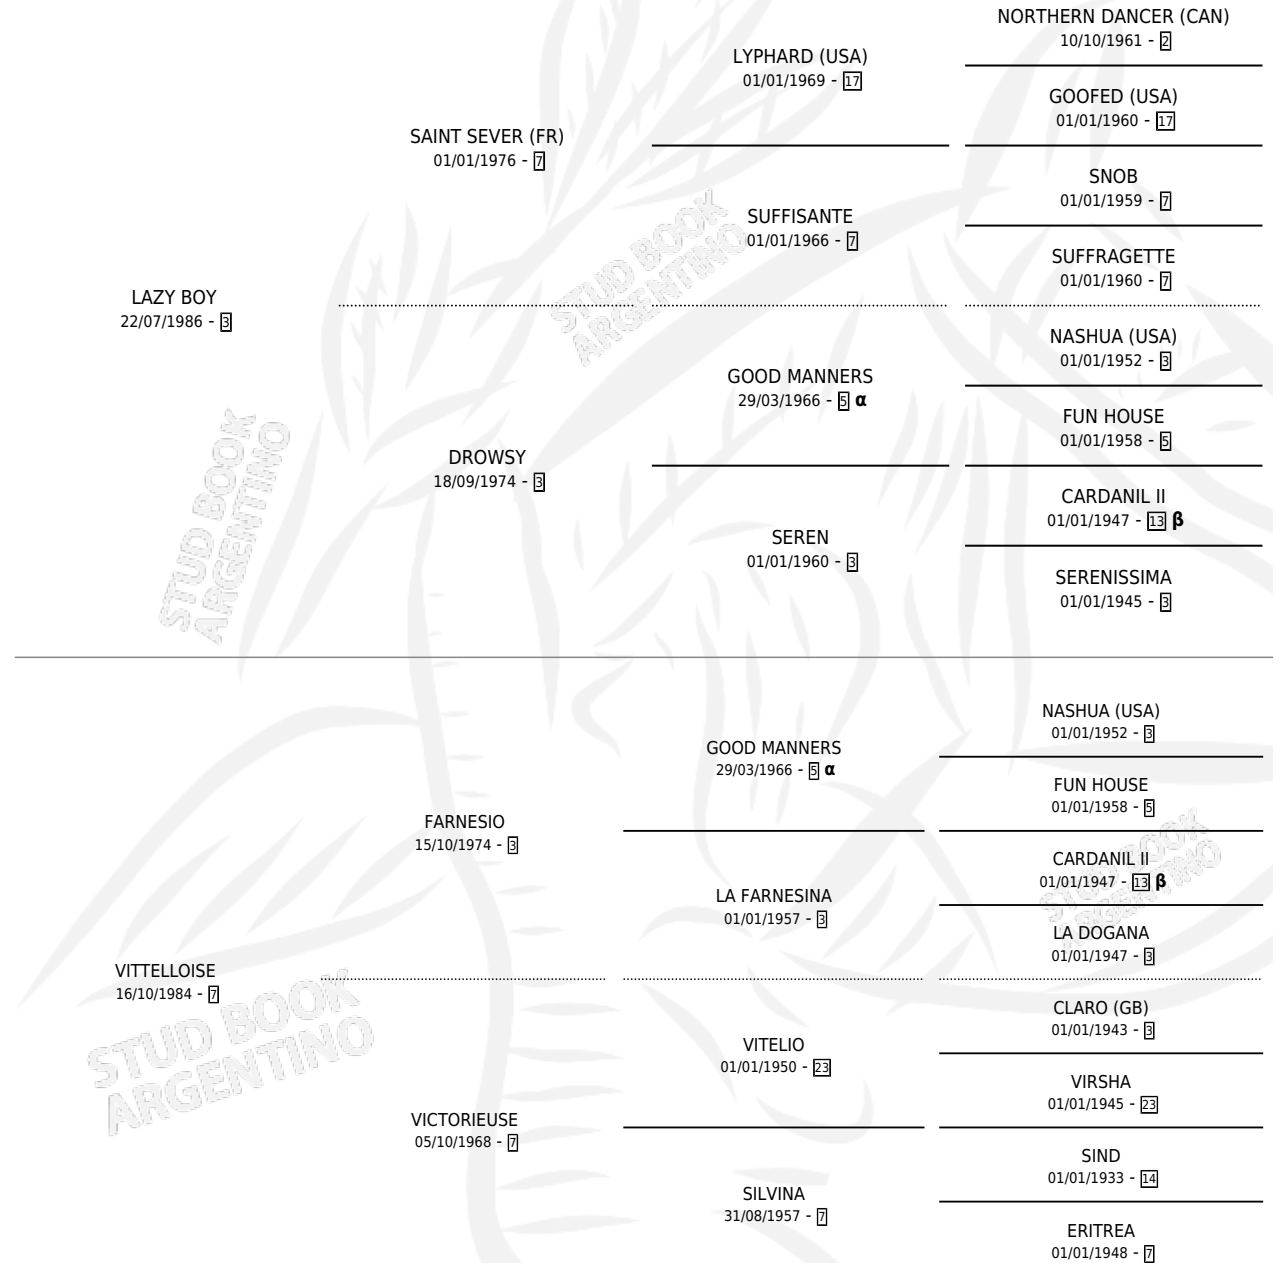 NORTHERN DANCER (CAN)
10/10/1961 - 2
LYPHARD (USA)
01/01/1969 - 17
GOOFED (USA)
01/01/1960 - 17
SAINT SEVER (FR)
01/01/1976 - 7
SNOB
01/01/1959 - 7
SUFFISANTE
01/01/1966 - 7
SUFFRAGETTE
01/01/1960 - 7
LAZY BOY
22/07/1986 - 3
NASHUA (USA)
01/01/1952 - 3
GOOD MANNERS
29/03/1966 - 5 α
FUN HOUSE
01/01/1958 - 5
DROWSY
18/09/1974 - 3
CARDANIL II
01/01/1947 - 13 β
SEREN
01/01/1960 - 3
SERENISSIMA
01/01/1945 - 3
NASHUA (USA)
01/01/1952 - 3
GOOD MANNERS
29/03/1966 - 5 α
FUN HOUSE
01/01/1958 - 5
FARNESIO
15/10/1974 - 3
CARDANIL II
01/01/1947 - 13 β
LA FARNESINA
01/01/1957 - 3
LA DOGANA
01/01/1947 - 3
VITTELLOISE
16/10/1984 - 7
CLARO (GB)
01/01/1943 - 3
VITELIO
01/01/1950 - 23
VIRSHA
01/01/1945 - 23
VICTORIEUSE
05/10/1968 - 7
SIND
01/01/1933 - 14
SILVINA
31/08/1957 - 7
ERITREA
01/01/1948 - 7
STUD BOOK
ARGENTINO
STUD BOOK
ARGENTINO
STUD BOOK
ARGENTINO
STUD BOOK
ARGENTINO